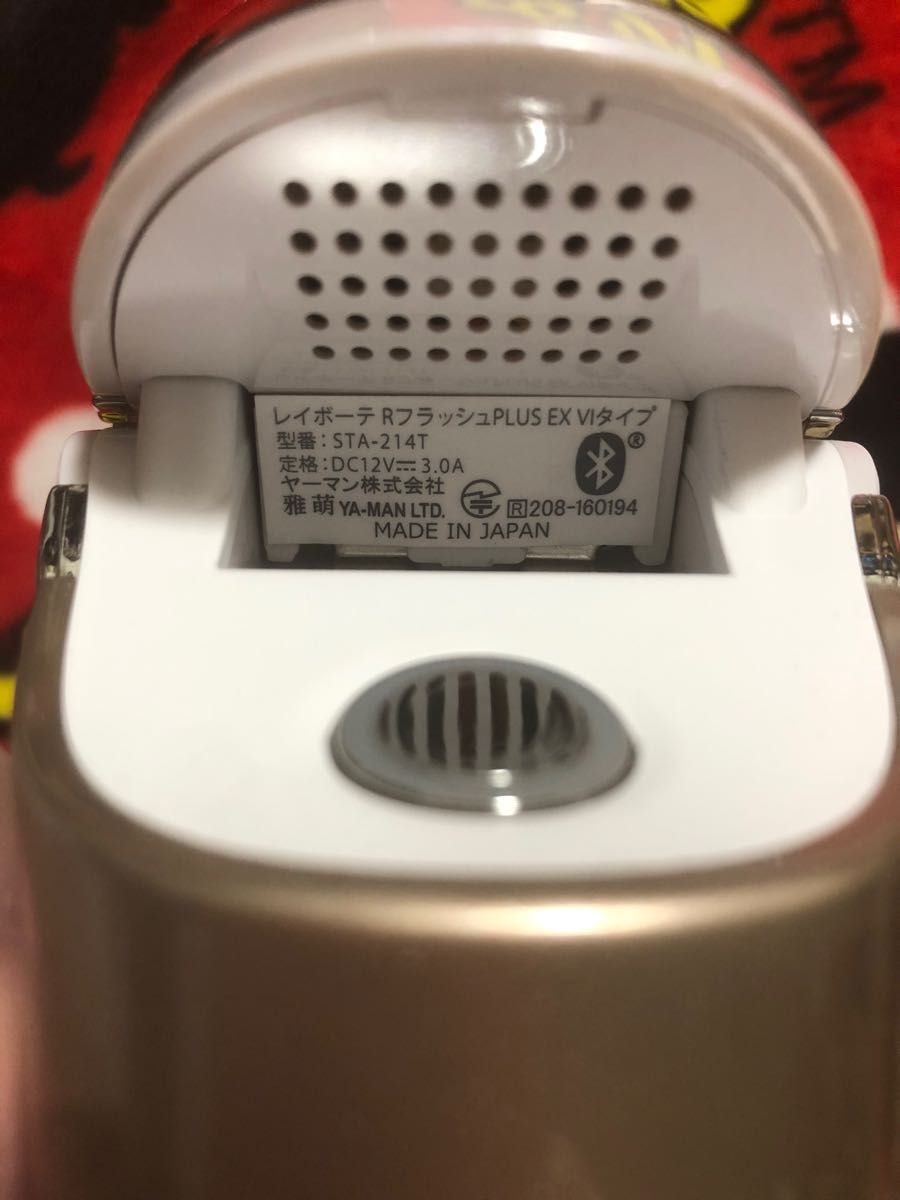 レイボーテ RフラッシュPLUS EX VIタイプ
型番:STA-214T
定格:DC12V⎓3.0A
ヤーマン株式会社
雅萌 YA-MAN LTD. R208-160194
MADE IN JAPAN
®
TM